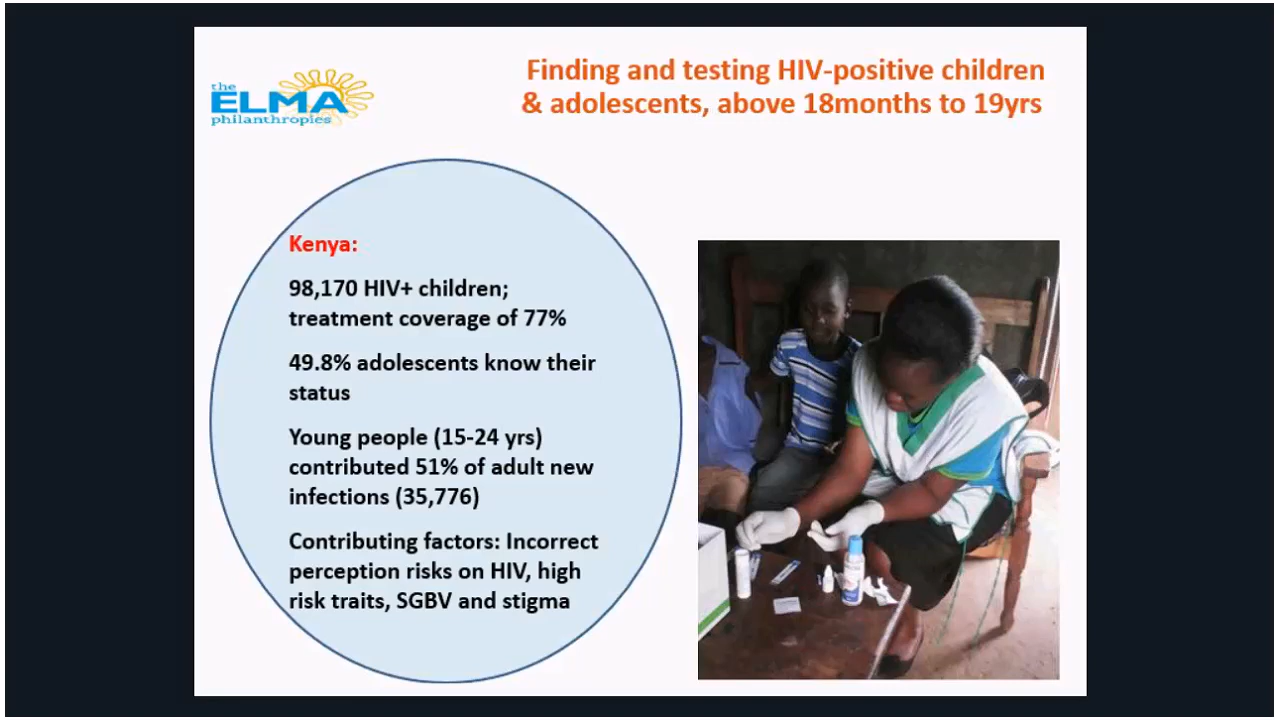 the
ELMA
philanthropies
Finding and testing HIV-positive children
& adolescents, above 18months to 19yrs
Kenya:
98,170 HIV+ children;
treatment coverage of 77%
49.8% adolescents know their
status
Young people (15-24 yrs)
contributed 51% of adult new
infections (35,776)
Contributing factors: Incorrect
perception risks on HIV, high
risk traits, SGBV and stigma